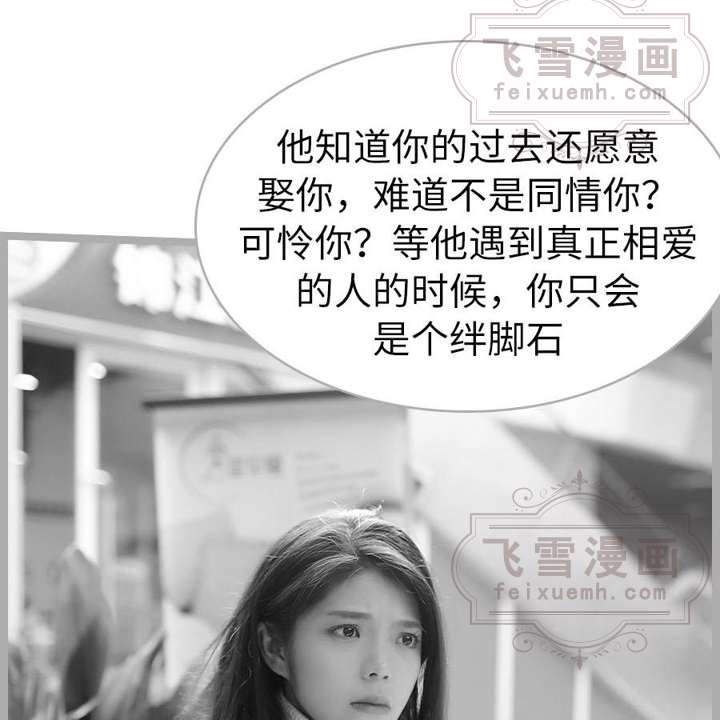 飞雪漫画
feixuemh.com
他知道你的过去还愿意
娶你，难道不是同情你？
可怜你？等他遇到真正相爱
的人的时候，你只会
是个绊脚石
飞雪漫画
feixuemh.com